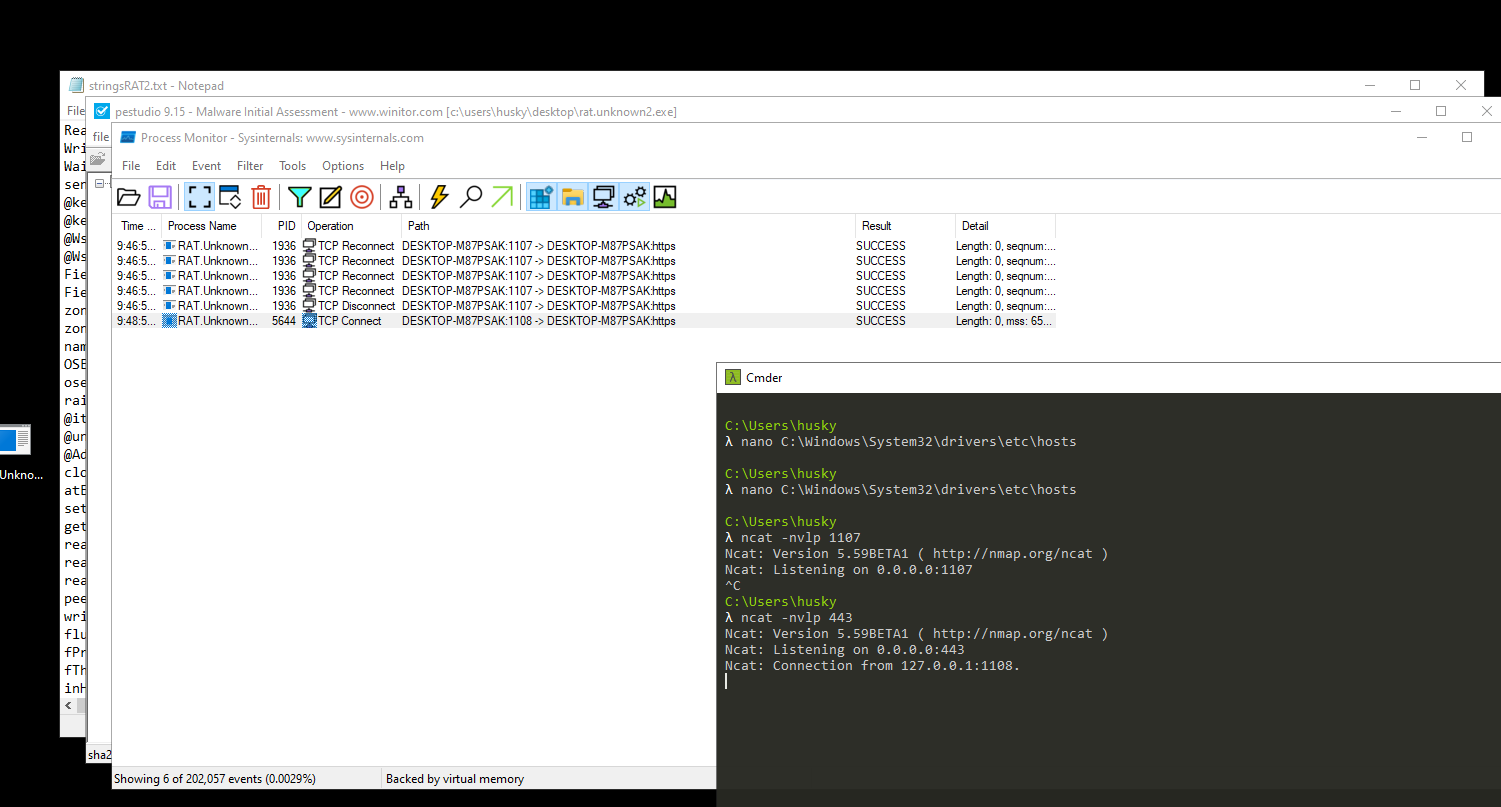 stringsRAT2.txt - Notepad
File
pestudio 9.15 - Malware Initial Assessment - www.winitor.com [c:\users\husky\desktop\rat.unknown2.exe]
file
Process Monitor - Sysinternals: www.sysinternals.com
File Edit Event Filter Tools Options Help
Time ... Process Name PID Operation Path Result Detail
9:46:5... RAT.Unknown... 1936 TCP Reconnect DESKTOP-M87PSAK:1107 -> DESKTOP-M87PSAK:https SUCCESS Length: 0, seqnum:...
9:46:5... RAT.Unknown... 1936 TCP Reconnect DESKTOP-M87PSAK:1107 -> DESKTOP-M87PSAK:https SUCCESS Length: 0, seqnum:...
9:46:5... RAT.Unknown... 1936 TCP Reconnect DESKTOP-M87PSAK:1107 -> DESKTOP-M87PSAK:https SUCCESS Length: 0, seqnum:...
9:46:5... RAT.Unknown... 1936 TCP Reconnect DESKTOP-M87PSAK:1107 -> DESKTOP-M87PSAK:https SUCCESS Length: 0, seqnum:...
9:46:5... RAT.Unknown... 1936 TCP Disconnect DESKTOP-M87PSAK:1107 -> DESKTOP-M87PSAK:https SUCCESS Length: 0, seqnum:...
9:48:5... RAT.Unknown... 5644 TCP Connect DESKTOP-M87PSAK:1108 -> DESKTOP-M87PSAK:https SUCCESS Length: 0, mss: 65...
Rea
Wri
Wai
sen
@ke
@ke
@Ws
@Ws
Fie
Fie
zon
zon
nam
OSE
ose
rai
@it
@un
@Ad
clo
atE
set
get
rea
rea
rea
pee
wri
flu
fPr
fTh
inH
sha2
Unkno...
λ Cmder
C:\Users\husky
λ nano C:\Windows\System32\drivers\etc\hosts
C:\Users\husky
λ nano C:\Windows\System32\drivers\etc\hosts
C:\Users\husky
λ ncat -nvlp 1107
Ncat: Version 5.59BETA1 ( http://nmap.org/ncat )
Ncat: Listening on 0.0.0.0:1107
^C
C:\Users\husky
λ ncat -nvlp 443
Ncat: Version 5.59BETA1 ( http://nmap.org/ncat )
Ncat: Listening on 0.0.0.0:443
Ncat: Connection from 127.0.0.1:1108.
Showing 6 of 202,057 events (0.0029%) Backed by virtual memory